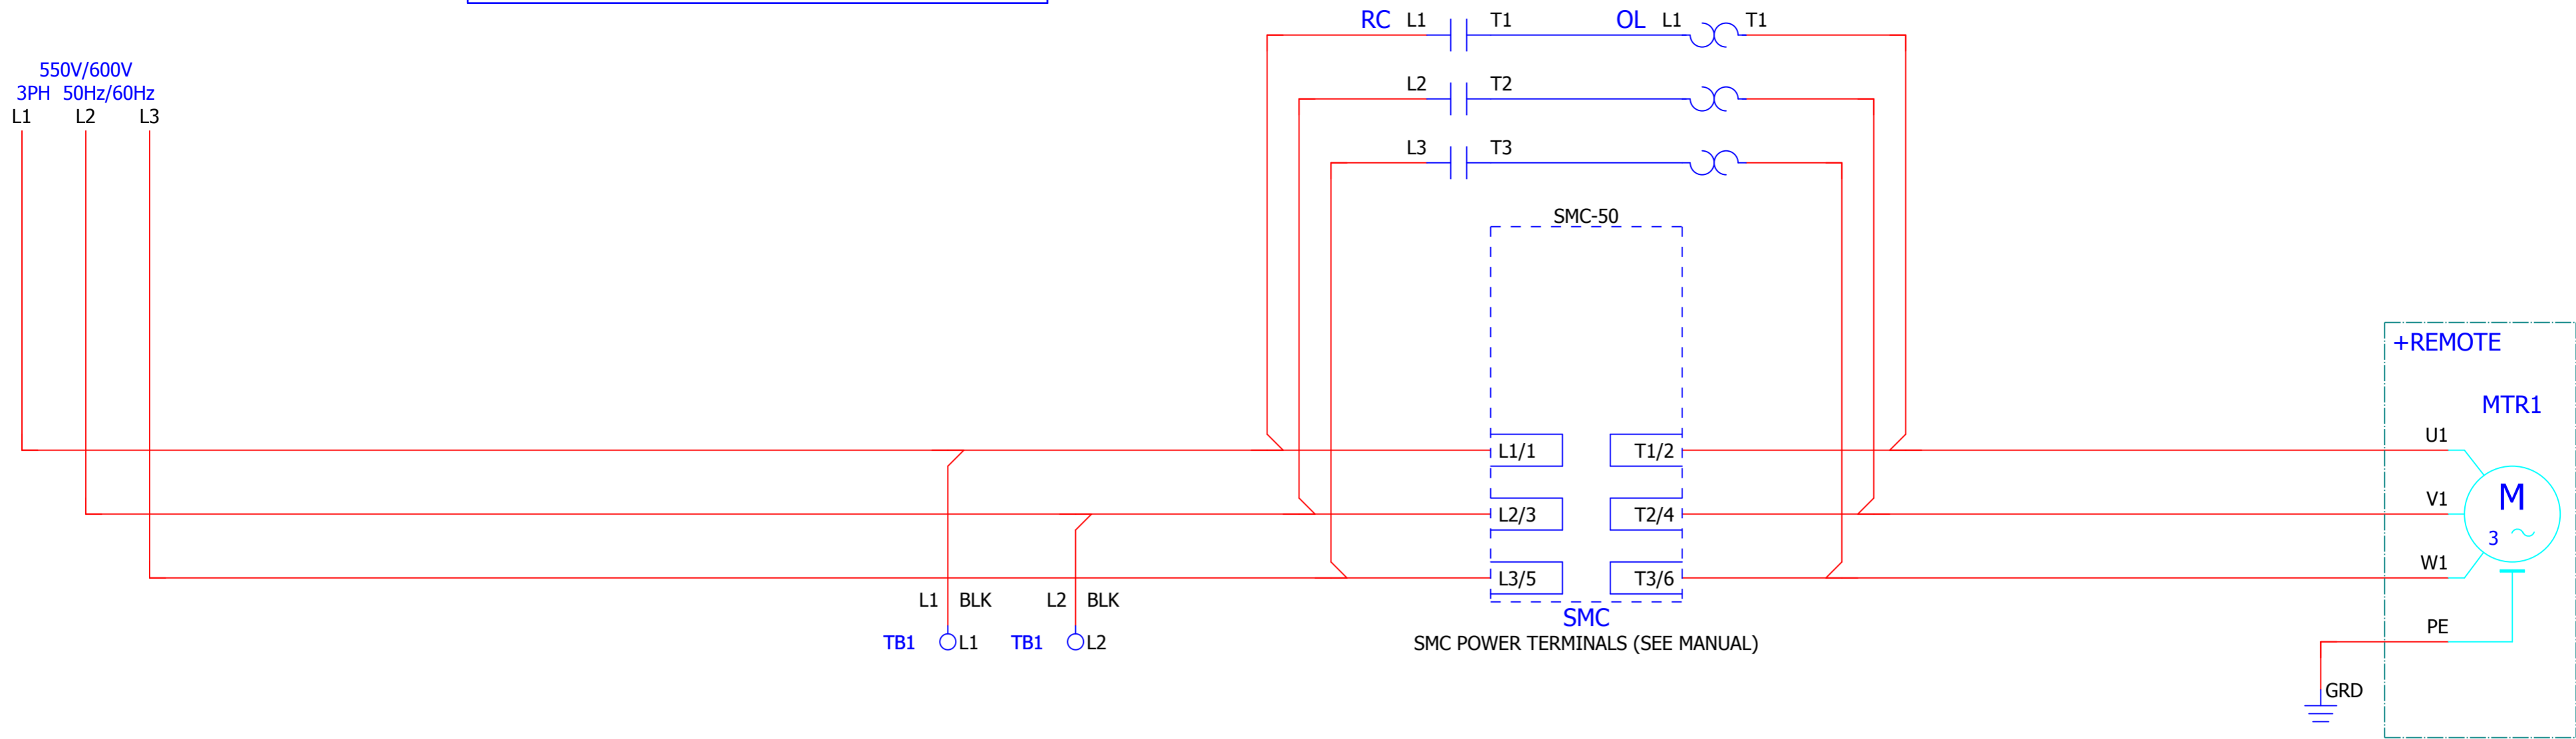 RC L1 T1 OL L1 T1
550V/600V
L2 T2
3PH 50Hz/60Hz
L1 L2 L3
L3 T3
SMC-50
+REMOTE
MTR1
U1
L1/1 T1/2
V1
M
L2/3 T2/4
3 ~
W1
L3/5 T3/6
L1 BLK L2 BLK
SMC
PE
TB1 L1 TB1 L2
SMC POWER TERMINALS (SEE MANUAL)
GRD